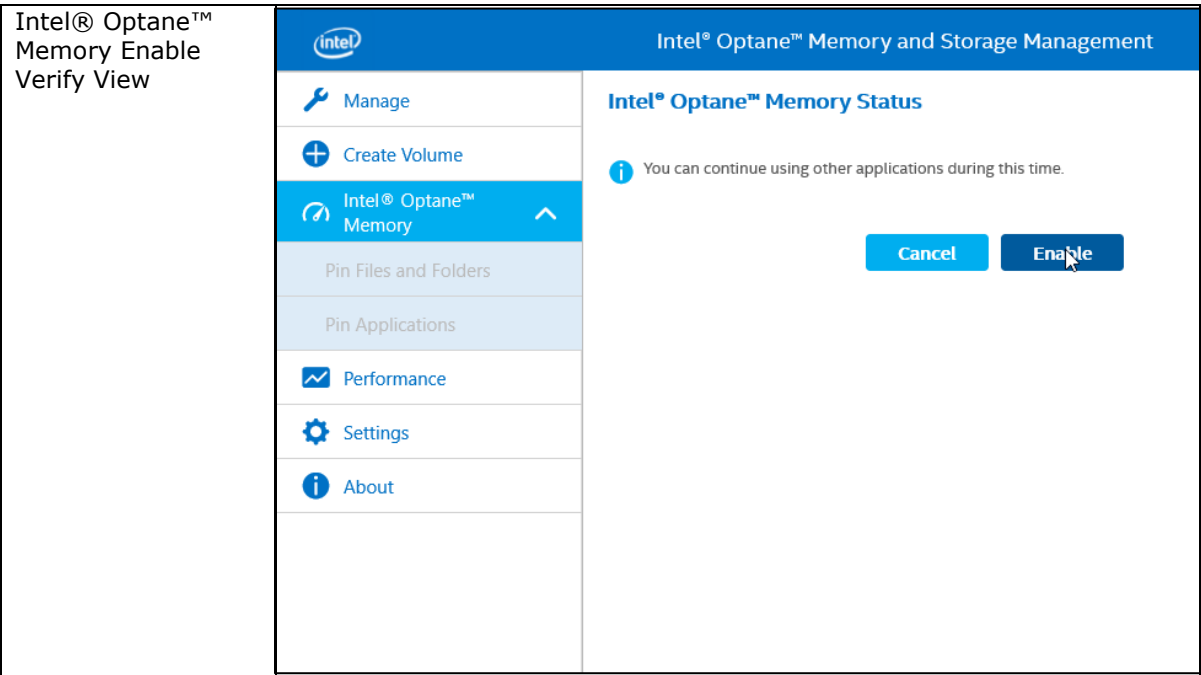 Intel® Optane™
Memory Enable
Verify View
intel
Intel® Optane™ Memory and Storage Management
Manage
Create Volume
Intel® Optane™
Memory
Pin Files and Folders
Pin Applications
Performance
Settings
About
Intel® Optane™ Memory Status
You can continue using other applications during this time.
Cancel
Enable